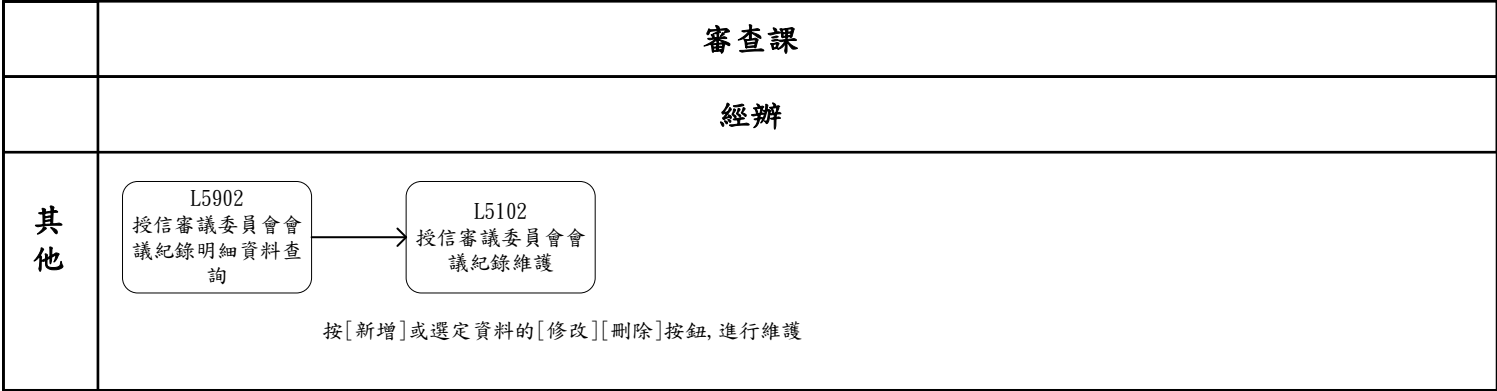 審查課
經辦
其
他
L5902
授信審議委員會會
議紀錄明細資料查
詢
L5102
授信審議委員會會
議紀錄維護
按[新增]或選定資料的[修改][刪除]按鈕,進行維護